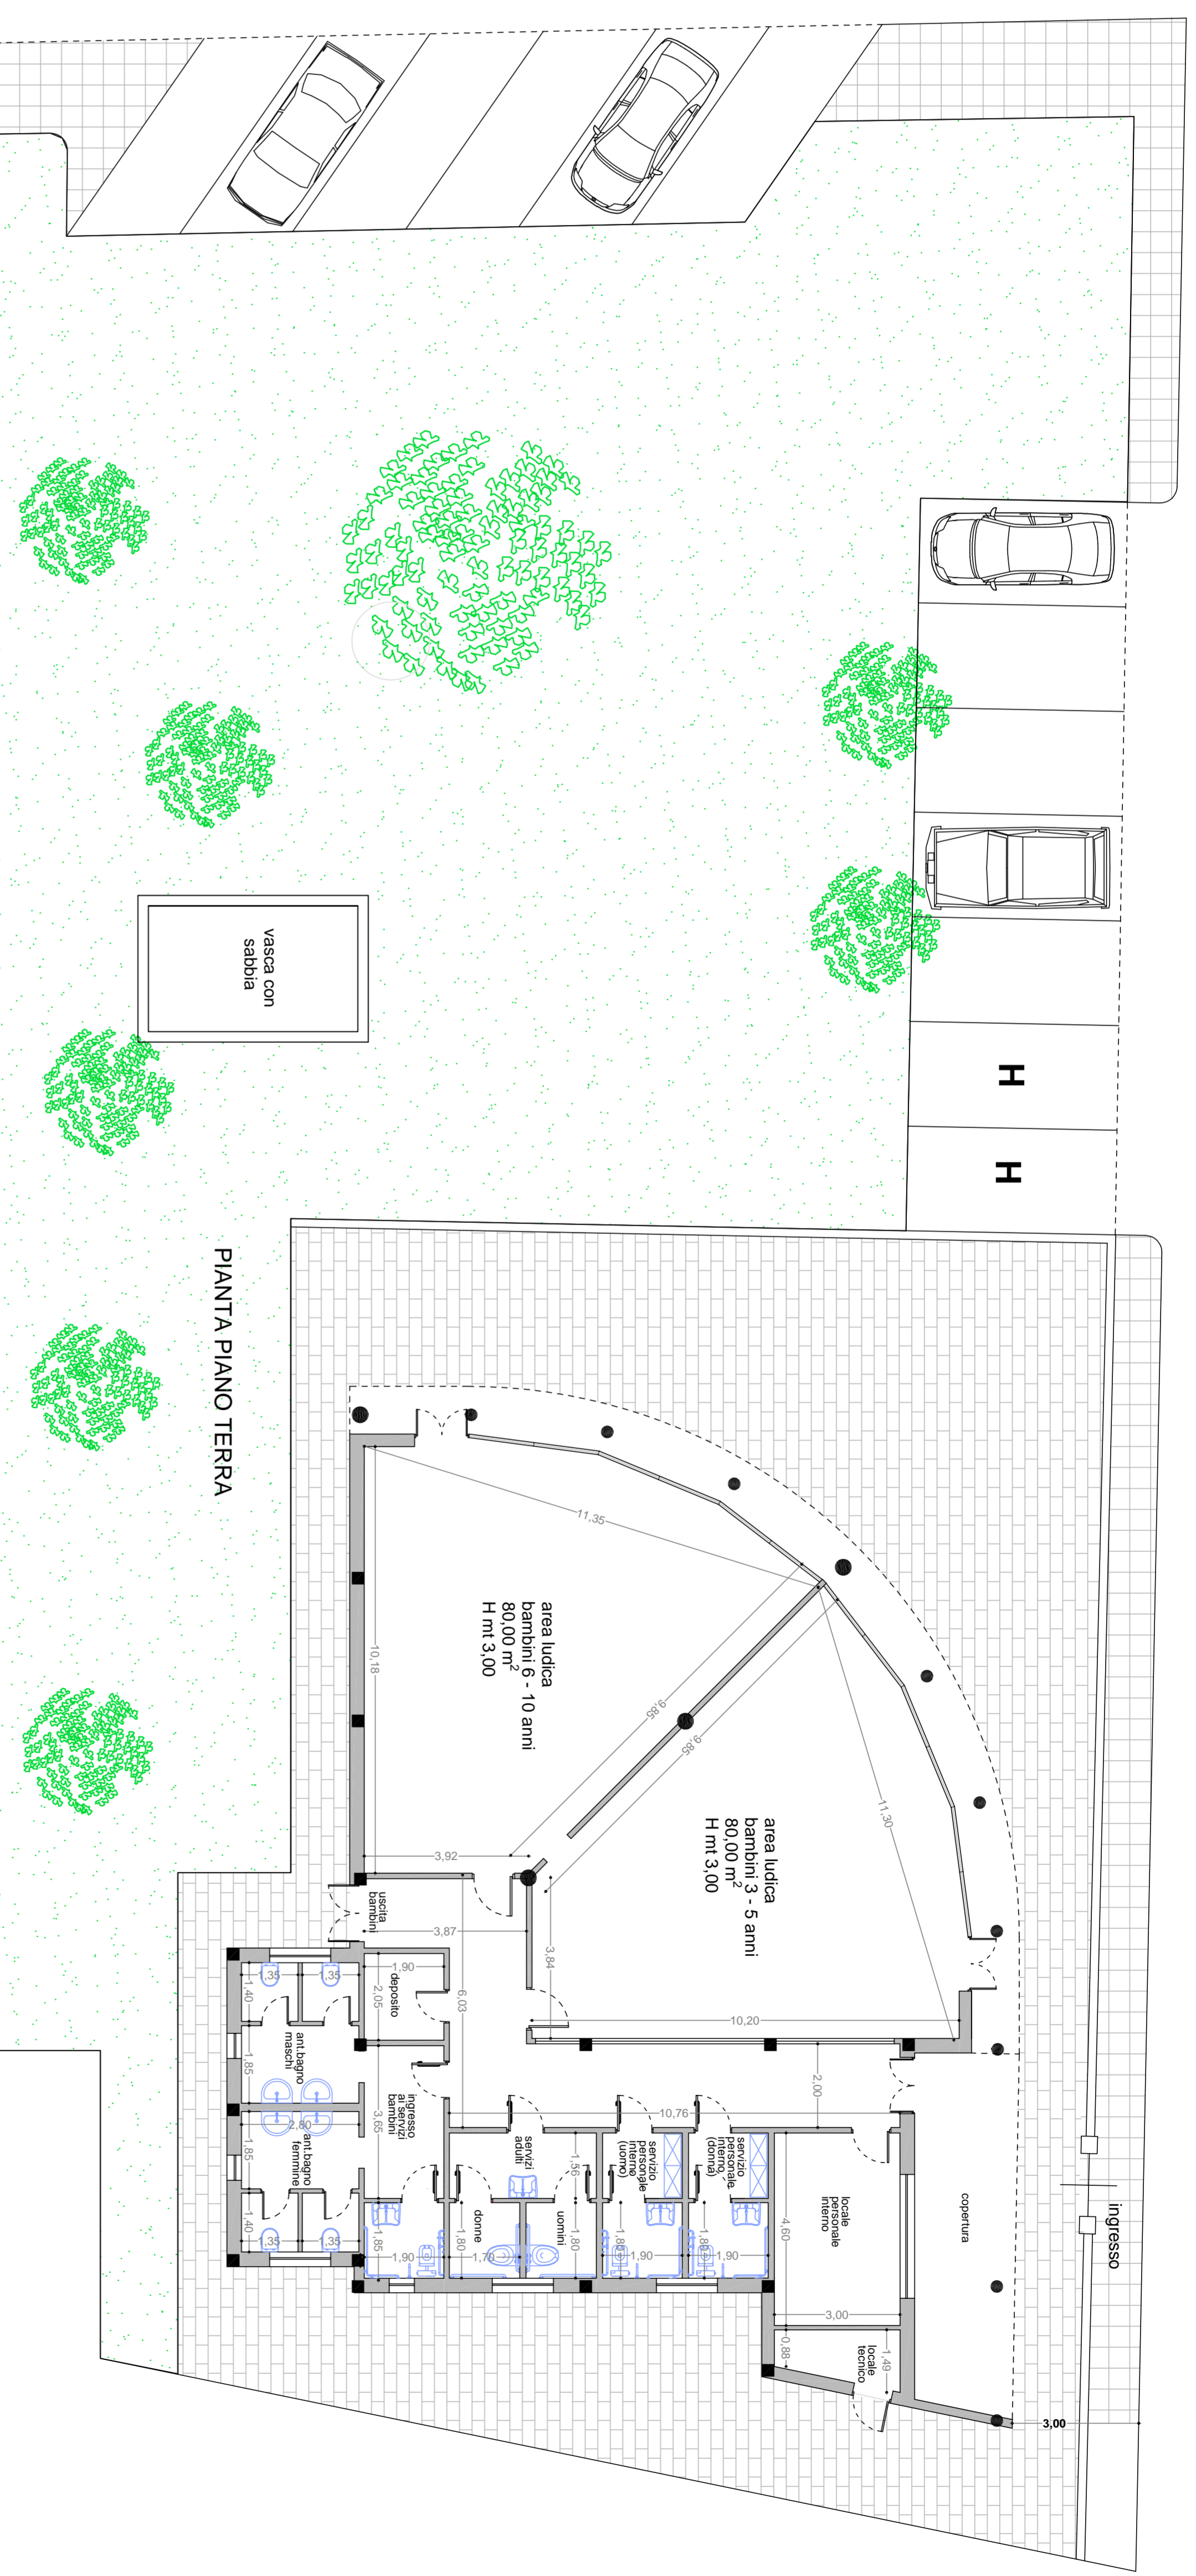 PIANTA PIANO TERRA
vasca con
sabbia
H
H
ingresso
3,00
copertura
area ludica
bambini 6 - 10 anni
80,00 m²
H mt 3,00
area ludica
bambini 3 - 5 anni
80,00 m²
H mt 3,00
11,35
10,18
9,85
9,85
11,30
3,92
3,87
3,84
10,20
6,03
2,00
10,76
uscita
bambini
deposito
1,90
2,05
ingresso
ai servizi
bambini
3,65
ant.bagno
maschi
1,35
1,35
1,40
1,85
ant.bagno
femmine
2,80
1,85
1,40
1,35
1,35
1,85
1,90
servizi
adulti
1,56
donne
1,80
1,70
uomini
1,80
servizio
personale
interno
(uomo)
1,80
1,90
servizio
personale
interno
(donna)
1,80
1,90
locale
personale
interno
4,60
3,00
locale
tecnico
0,88
1,49